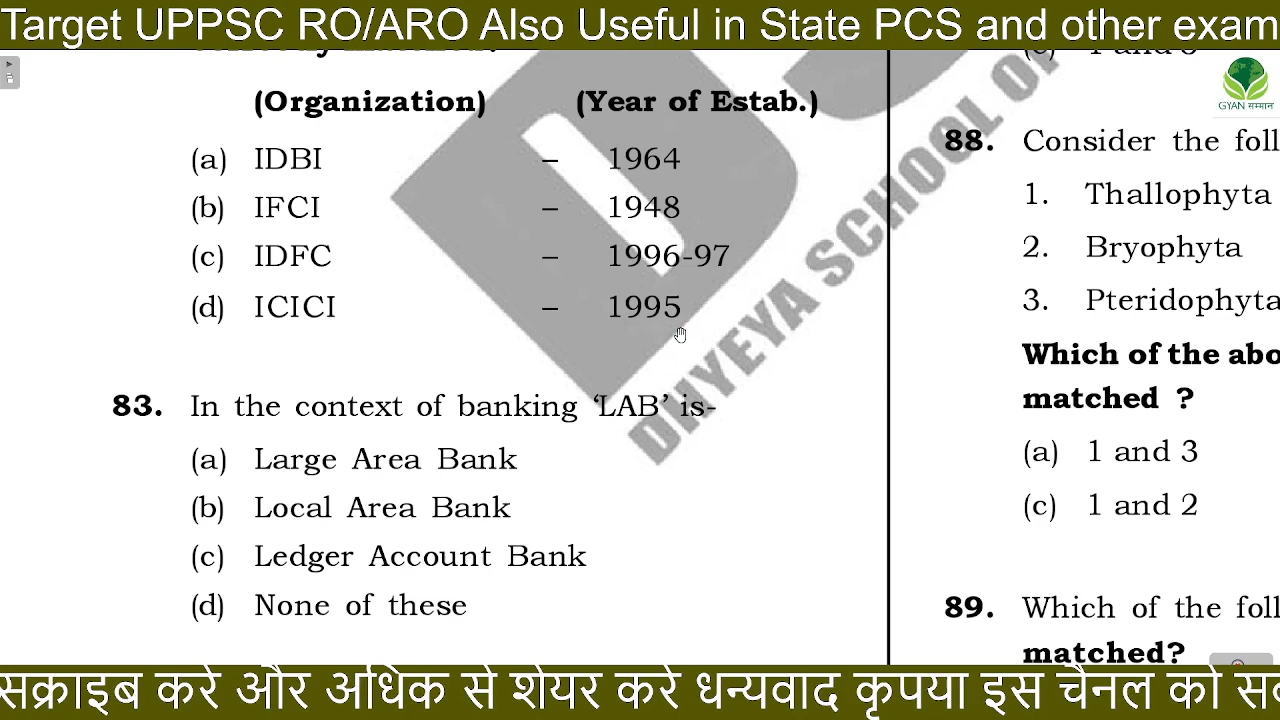 Target UPPSC RO/ARO Also Useful in State PCS and other exam
GYAN सम्मान
(Organization) (Year of Estab.)
(a) IDBI – 1964
(b) IFCI – 1948
(c) IDFC – 1996-97
(d) ICICI – 1995
83. In the context of banking ‘LAB’ is-
(a) Large Area Bank
(b) Local Area Bank
(c) Ledger Account Bank
(d) None of these
DHYEYA SCHOOL OF
88. Consider the foll
1. Thallophyta
2. Bryophyta
3. Pteridophyta
Which of the abo
matched ?
(a) 1 and 3
(c) 1 and 2
89. Which of the foll
matched?
सक्राइब करे और अधिक से शेयर करे धन्यवाद कृपया इस चैनल को सब